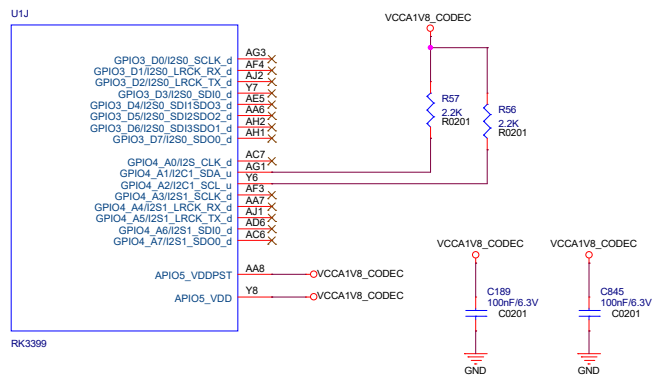 U1J
VCCA1V8_CODEC
GPIO3_D0/I2S0_SCLK_d AG3
GPIO3_D1/I2S0_LRCK_RX_d AF4
GPIO3_D2/I2S0_LRCK_TX_d AJ2
GPIO3_D3/I2S0_SDI0_d Y7
GPIO3_D4/I2S0_SDI1SDO3_d AE5
GPIO3_D5/I2S0_SDI2SDO2_d AA6
GPIO3_D6/I2S0_SDI3SDO1_d AH2
GPIO3_D7/I2S0_SDO0_d AH1
R57
2.2K
R0201
R56
2.2K
R0201
GPIO4_A0/I2S_CLK_d AC7
GPIO4_A1/I2C1_SDA_u AG1
GPIO4_A2/I2C1_SCL_u Y6
GPIO4_A3/I2S1_SCLK_d AF3
GPIO4_A4/I2S1_LRCK_RX_d AA7
GPIO4_A5/I2S1_LRCK_TX_d AJ1
GPIO4_A6/I2S1_SDI0_d AD6
GPIO4_A7/I2S1_SDO0_d AC6
APIO5_VDDPST AA8 VCCA1V8_CODEC
APIO5_VDD Y8 VCCA1V8_CODEC
VCCA1V8_CODEC
C189
100nF/6.3V
C0201
GND
VCCA1V8_CODEC
C845
100nF/6.3V
C0201
GND
RK3399